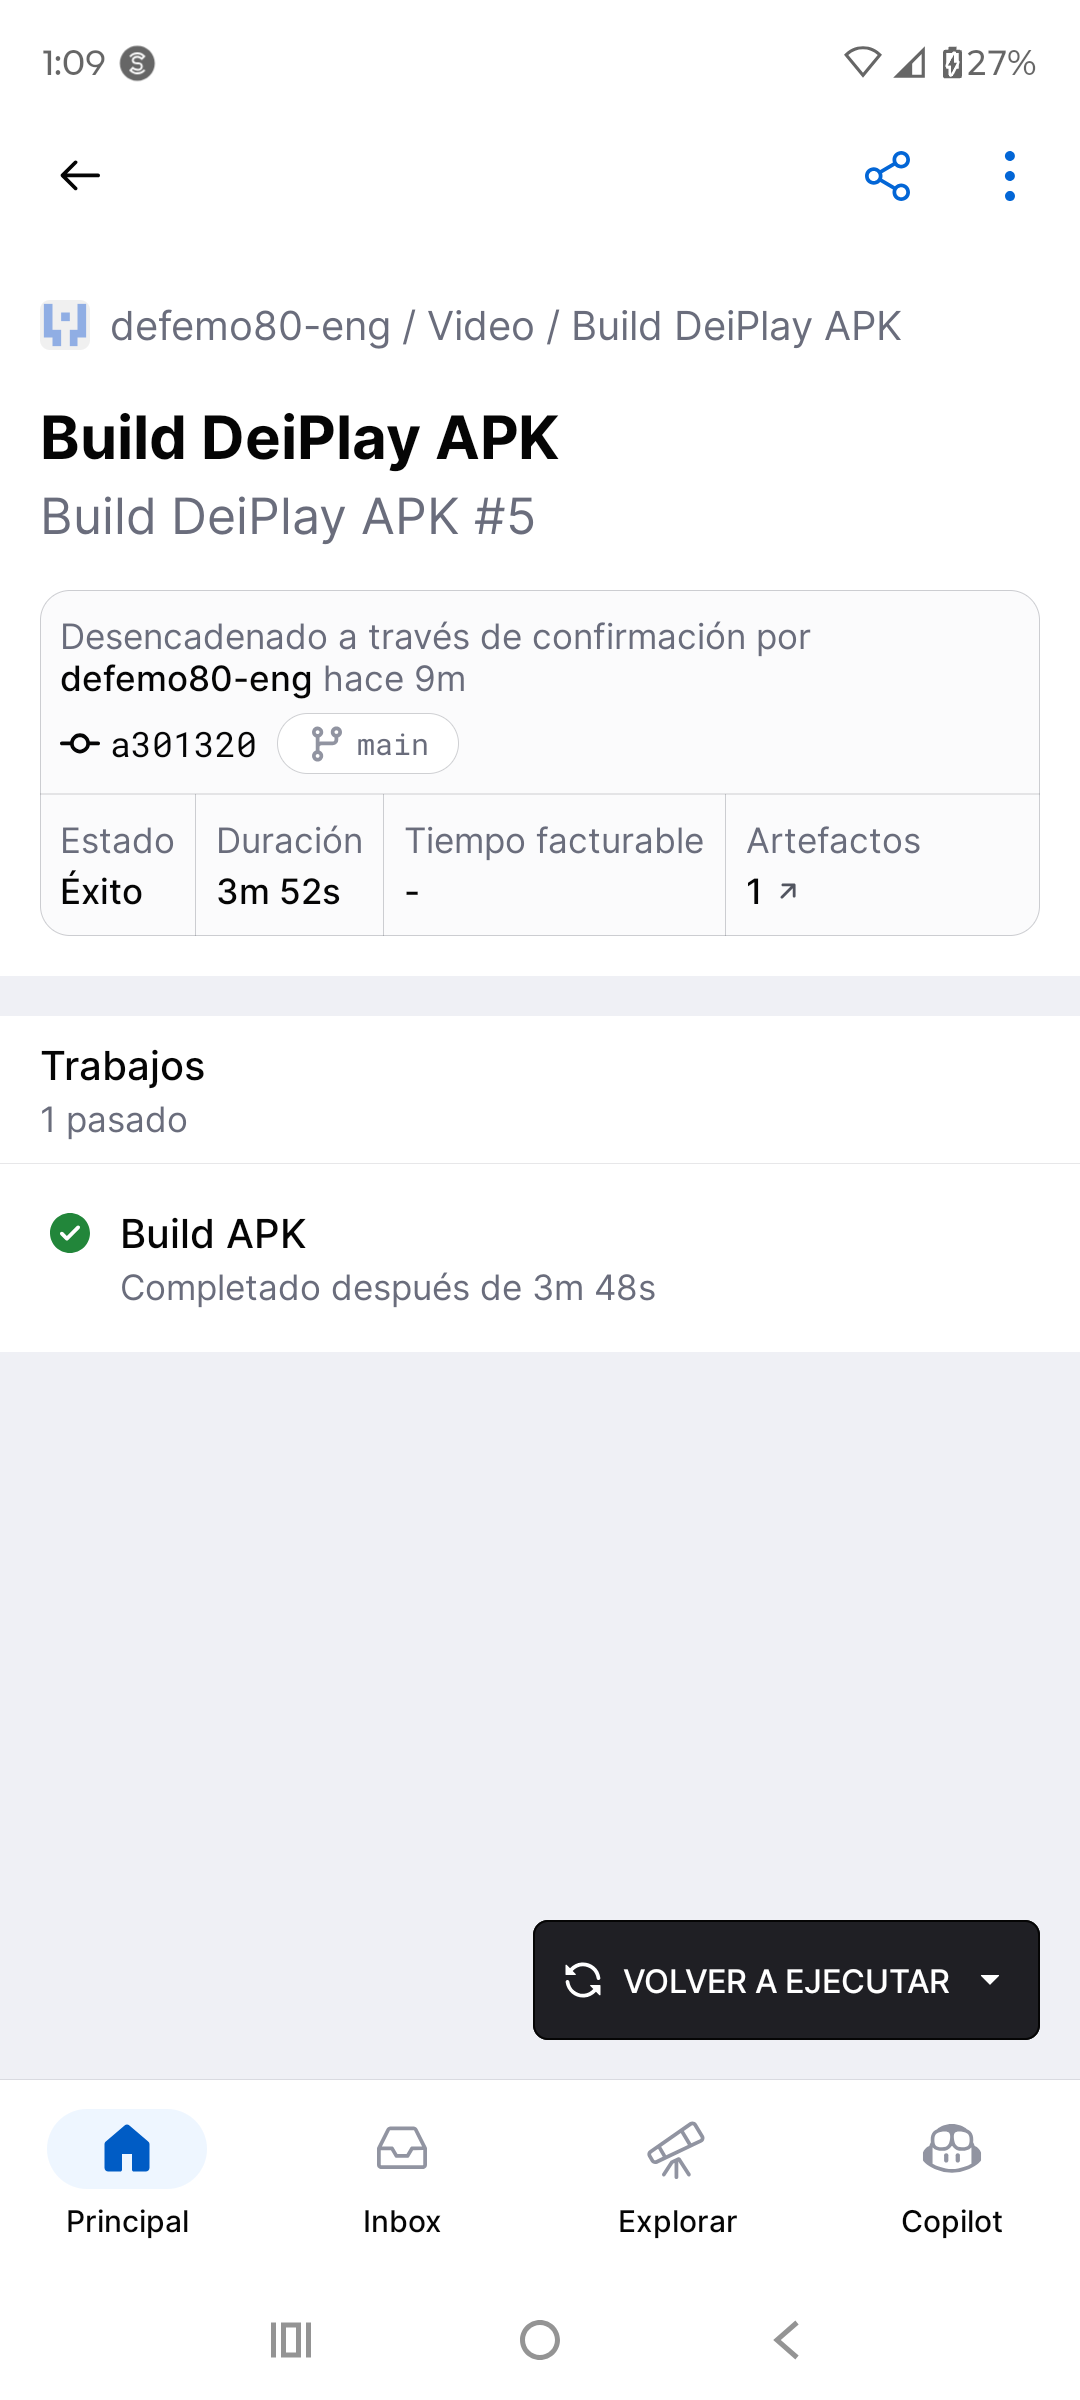 1:09
27%
defemo80-eng / Video / Build DeiPlay APK
Build DeiPlay APK
Build DeiPlay APK #5
Desencadenado a través de confirmación por
defemo80-eng hace 9m
a301320 main
Estado Duración Tiempo facturable Artefactos
Éxito 3m 52s - 1
Trabajos
1 pasado
Build APK
Completado después de 3m 48s
VOLVER A EJECUTAR
Principal Inbox Explorar Copilot